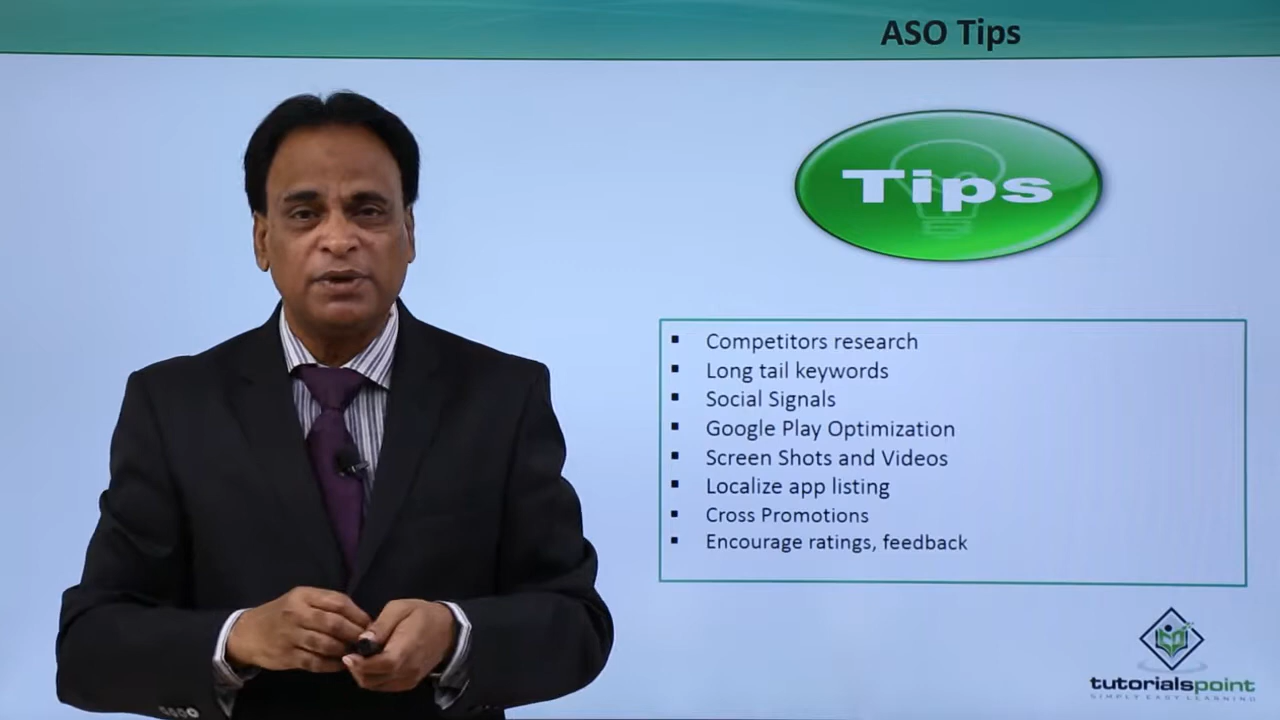 ASO Tips
Tips
Competitors research
Long tail keywords
Social Signals
Google Play Optimization
Screen Shots and Videos
Localize app listing
Cross Promotions
Encourage ratings, feedback
tutorialspoint
SIMPLY EASY LEARNING